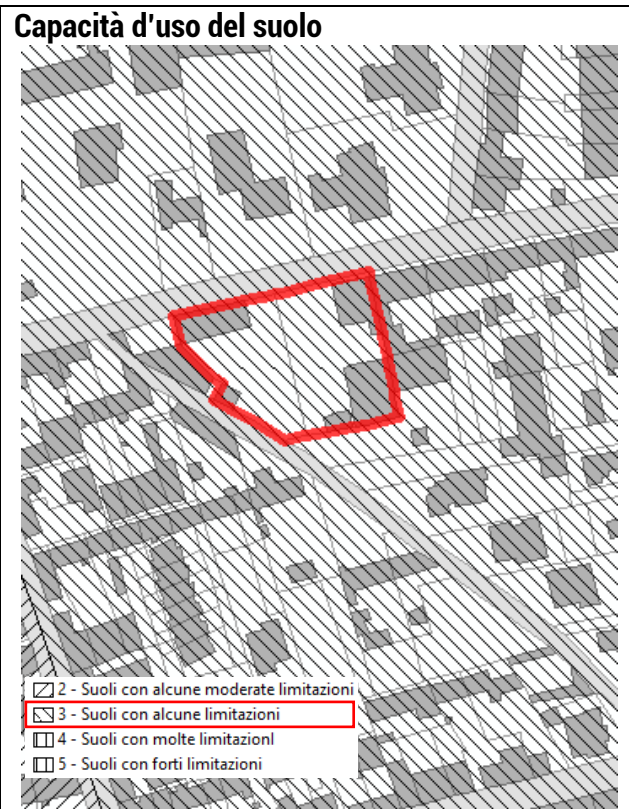 Capacità d'uso del suolo
2 - Suoli con alcune moderate limitazioni
3 - Suoli con alcune limitazioni
4 - Suoli con molte limitazionI
5 - Suoli con forti limitazioni